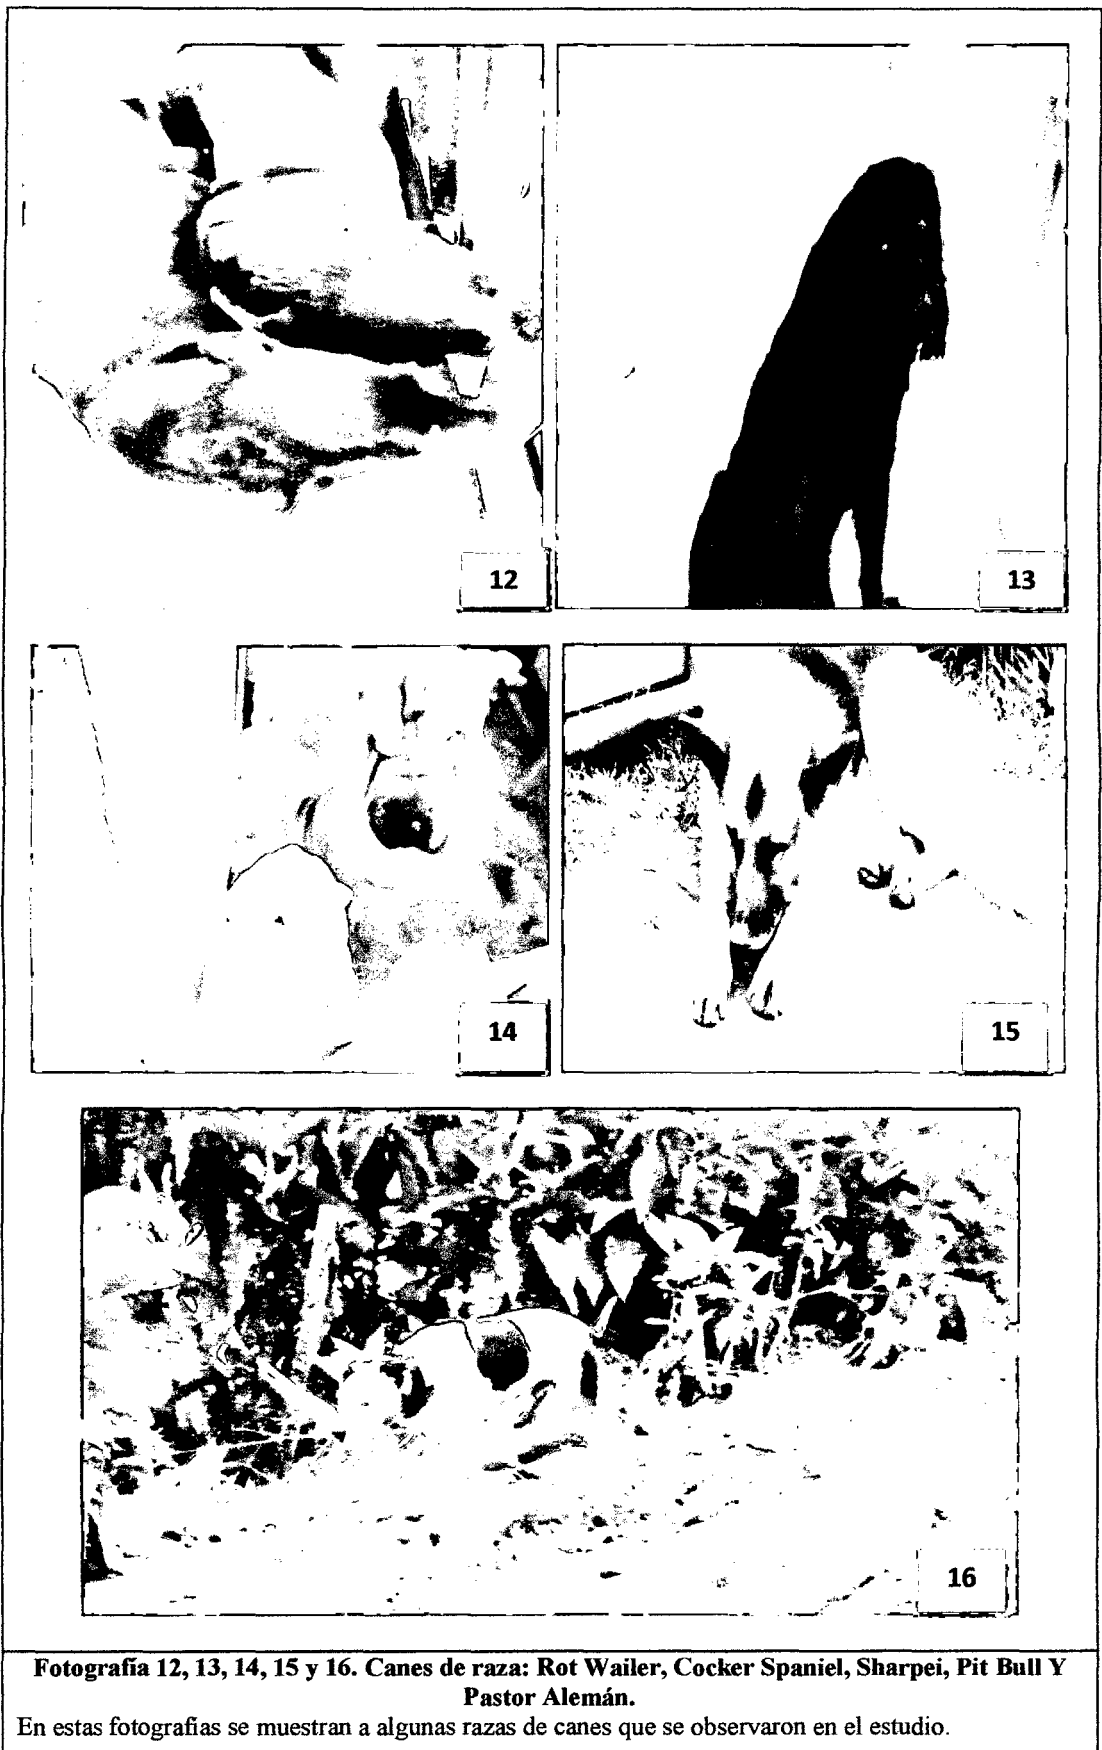 12
13
14
15
16
Fotografía 12, 13, 14, 15 y 16. Canes de raza: Rot Wailer, Cocker Spaniel, Sharpei, Pit Bull Y
Pastor Alemán.
En estas fotografías se muestran a algunas razas de canes que se observaron en el estudio.